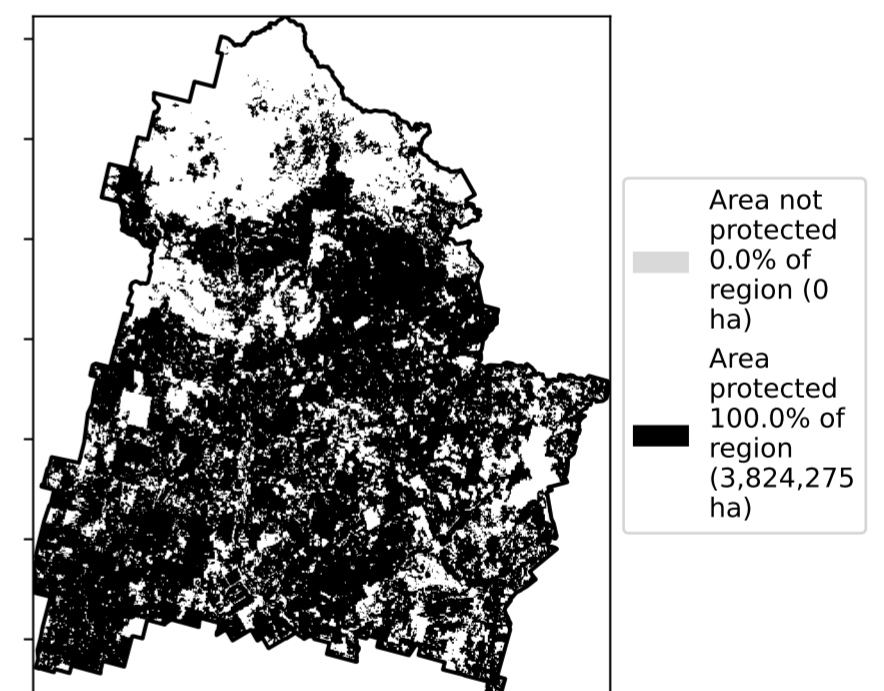 Area not
protected
0.0% of
region (0
ha)
Area
protected
100.0% of
region
(3,824,275
ha)